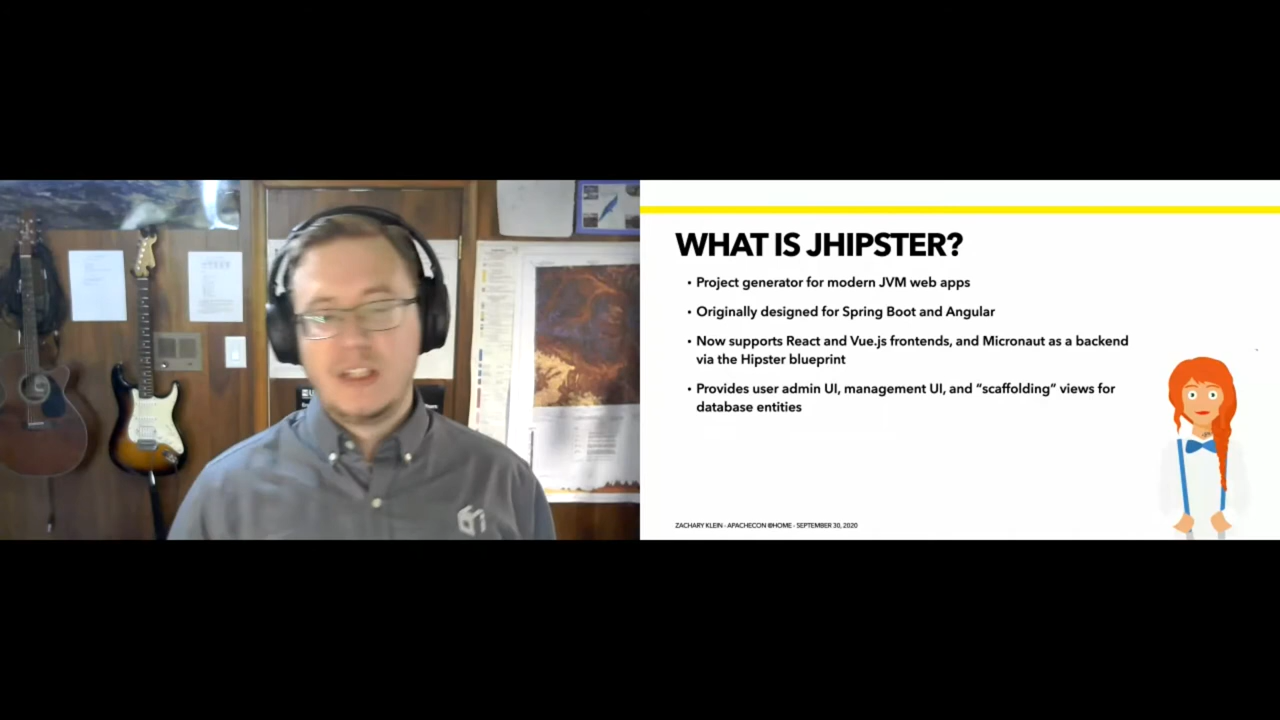 WHAT IS JHIPSTER?
• Project generator for modern JVM web apps
• Originally designed for Spring Boot and Angular
• Now supports React and Vue.js frontends, and Micronaut as a backend
via the Hipster blueprint
• Provides user admin UI, management UI, and “scaffolding” views for
database entities
ZACHARY KLEIN - APACHECON @HOME - SEPTEMBER 30, 2020